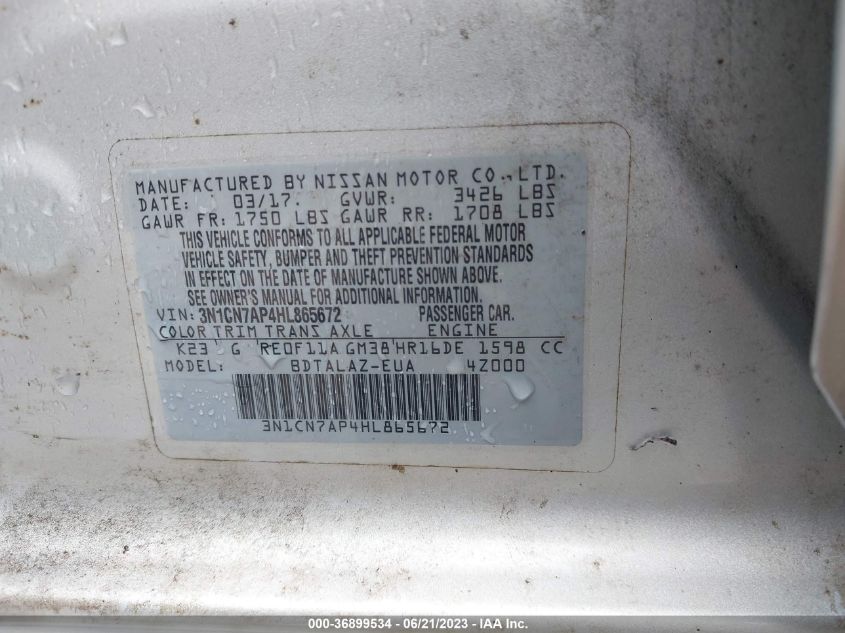 MANUFACTURED BY NISSAN MOTOR CO., LTD.
DATE: 03/17. GVWR: 3426 LBS
GAWR FR: 1750 LBS GAWR RR: 1708 LBS
THIS VEHICLE CONFORMS TO ALL APPLICABLE FEDERAL MOTOR
VEHICLE SAFETY, BUMPER AND THEFT PREVENTION STANDARDS
IN EFFECT ON THE DATE OF MANUFACTURE SHOWN ABOVE.
SEE OWNER'S MANUAL FOR ADDITIONAL INFORMATION.
VIN: 3N1CN7AP4HL865672 PASSENGER CAR.
COLOR TRIM TRANS AXLE ENGINE
K23 G RE0F11A GM38 HR16DE 1598 CC
MODEL: BDTALAZ-EUA 4Z000
3N1CN7AP4HL865672
000-36899534 - 06/21/2023 - IAA Inc.